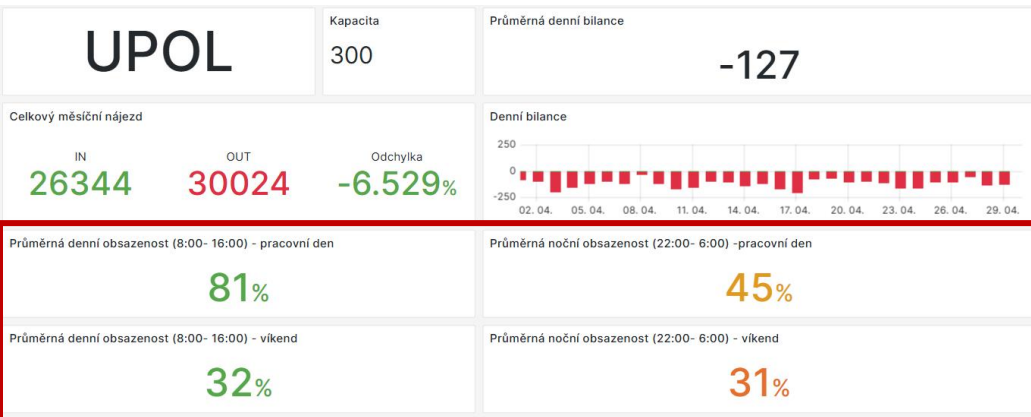 UPOL
Kapacita
300
Průměrná denní bilance
-127
Celkový měsíční nájezd
IN
26344
OUT
30024
Odchylka
-6.529%
Denní bilance
250
0
-250
02. 04. 05. 04. 08. 04. 11. 04. 14. 04. 17. 04. 20. 04. 23. 04. 26. 04. 29. 04.
Průměrná denní obsazenost (8:00- 16:00) - pracovní den
81%
Průměrná noční obsazenost (22:00- 6:00) -pracovní den
45%
Průměrná denní obsazenost (8:00- 16:00) - víkend
32%
Průměrná noční obsazenost (22:00- 6:00) - víkend
31%